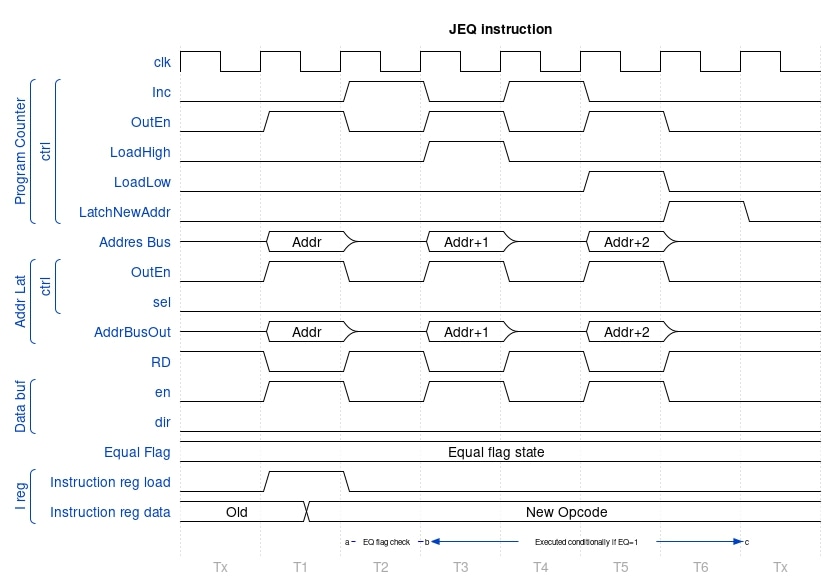 JEQ instruction
clk
Program Counter
ctrl
Inc
OutEn
LoadHigh
LoadLow
LatchNewAddr
Addres Bus Addr Addr+1 Addr+2
Addr Lat
ctrl
OutEn
sel
AddrBusOut Addr Addr+1 Addr+2
RD
Data buf
en
dir
Equal Flag Equal flag state
I reg
Instruction reg load
Instruction reg data Old New Opcode
a EQ flag check b Executed conditionally if EQ=1 c
Tx T1 T2 T3 T4 T5 T6 Tx